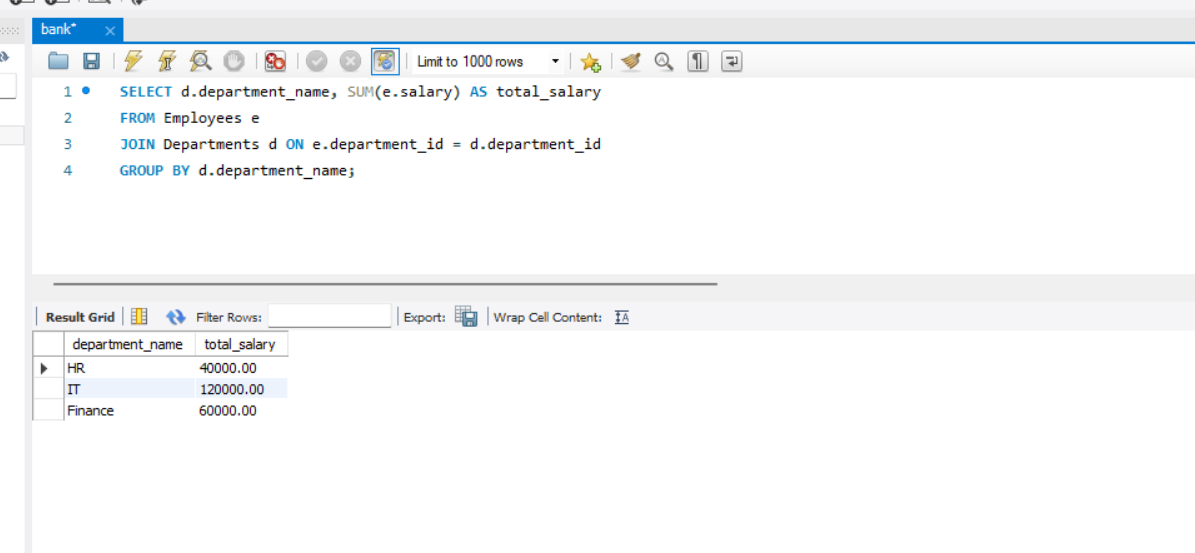 bank*
Limit to 1000 rows
1 SELECT d.department_name, SUM(e.salary) AS total_salary
2 FROM Employees e
3 JOIN Departments d ON e.department_id = d.department_id
4 GROUP BY d.department_name;
Result Grid Filter Rows: Export: Wrap Cell Content: IA
department_name total_salary
HR 40000.00
IT 120000.00
Finance 60000.00